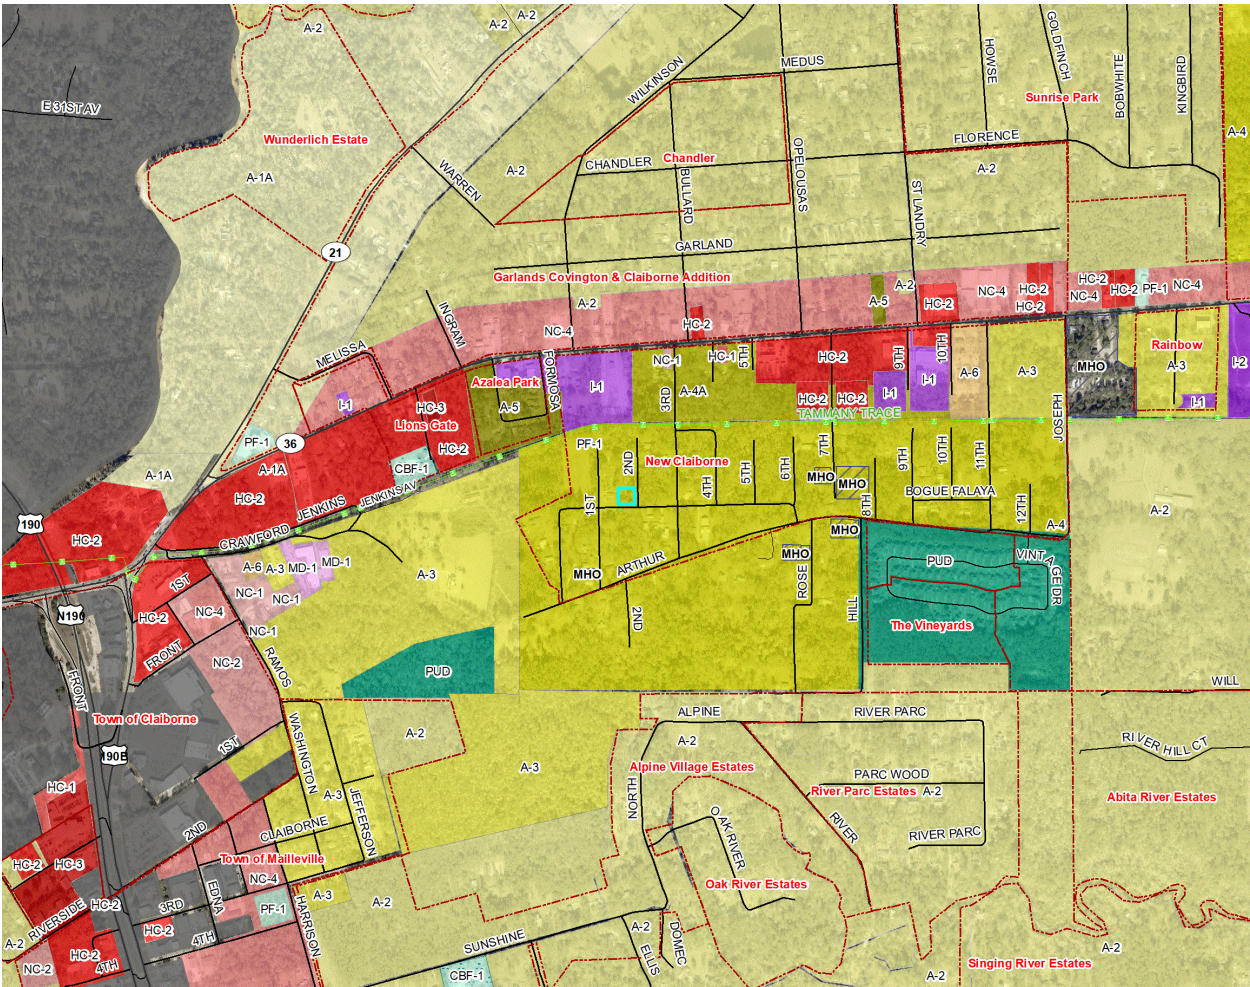 A-2
A-2
A-2
MEDUS
WILKINSON
HOWSE
GOLDFINCH
BOBWHITE
KINGBIRD
Sunrise Park
E 31ST AV
Wunderlich Estate
FLORENCE
A-4
CHANDLER
Chandler
OPELOUSAS
A-2
A-2
A-1A
WARREN
BULLARD
ST LANDRY
21
GARLAND
Garlands Covington & Claiborne Addition
A-2
A-5
A-2
HC-2
NC-4
HC-2
HC-2
HC-2
NC-4
HC-2
PF-1
NC-4
INGRAM
NC-4
HC-2
MELISSA
FORMOSA
NC-1
HC-1
5TH
HC-2
9TH
10TH
Rainbow
MHO
A-3
I-2
Azalea Park
I-1
3RD
A-4A
I-1
A-6
A-3
I-1
HC-3
A-5
HC-2
HC-2
I-1
I-1
Lions Gate
TAMMANY TRACE
JOSEPH
PF-1
36
HC-2
PF-1
A-1A
A-1A
CBF-1
2ND
New Claiborne
4TH
5TH
6TH
7TH
9TH
10TH
11TH
MHO
MHO
HC-2
JENKINS
JENKINS AV
1ST
8TH
BOGUE FALAYA
12TH
A-2
190
CRAWFORD
MHO
A-4
HC-2
MHO
A-6
A-3
MD-1
MD-1
A-3
MHO
ARTHUR
ROSE
PUD
VINTAGE DR
1ST
NC-1
NC-1
N190
HC-2
NC-4
2ND
HILL
The Vineyards
NC-1
FRONT
NC-2
RAMOS
PUD
WILL
FRONT
Town of Claiborne
WASHINGTON
ALPINE
RIVER PARC
A-2
A-2
RIVER HILL CT
190B
1ST
A-3
Alpine Village Estates
PARC WOOD
River Parc Estates
A-2
HC-1
A-3
JEFFERSON
NORTH
Abita River Estates
2ND
CLAIBORNE
OAK RIVER
RIVER
RIVER PARC
HC-2
HC-3
Town of Mailleville
NC-4
Oak River Estates
HC-2
3RD
EDNA
PF-1
A-3
A-2
RIVERSIDE
HC-2
4TH
HARRISON
SUNSHINE
A-2
ELLIS
DOMEC
A-2
A-2
HC-2
4TH
NC-2
CBF-1
Singing River Estates
A-2